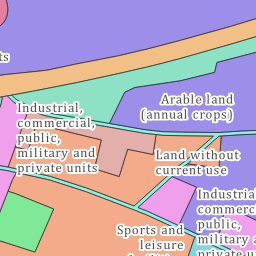 ts
Arable land
(annual crops)
Industrial,
commercial,
public,
military and
private units
Land without
current use
Industrial
commerc
public,
military a
private u
Sports and
leisure